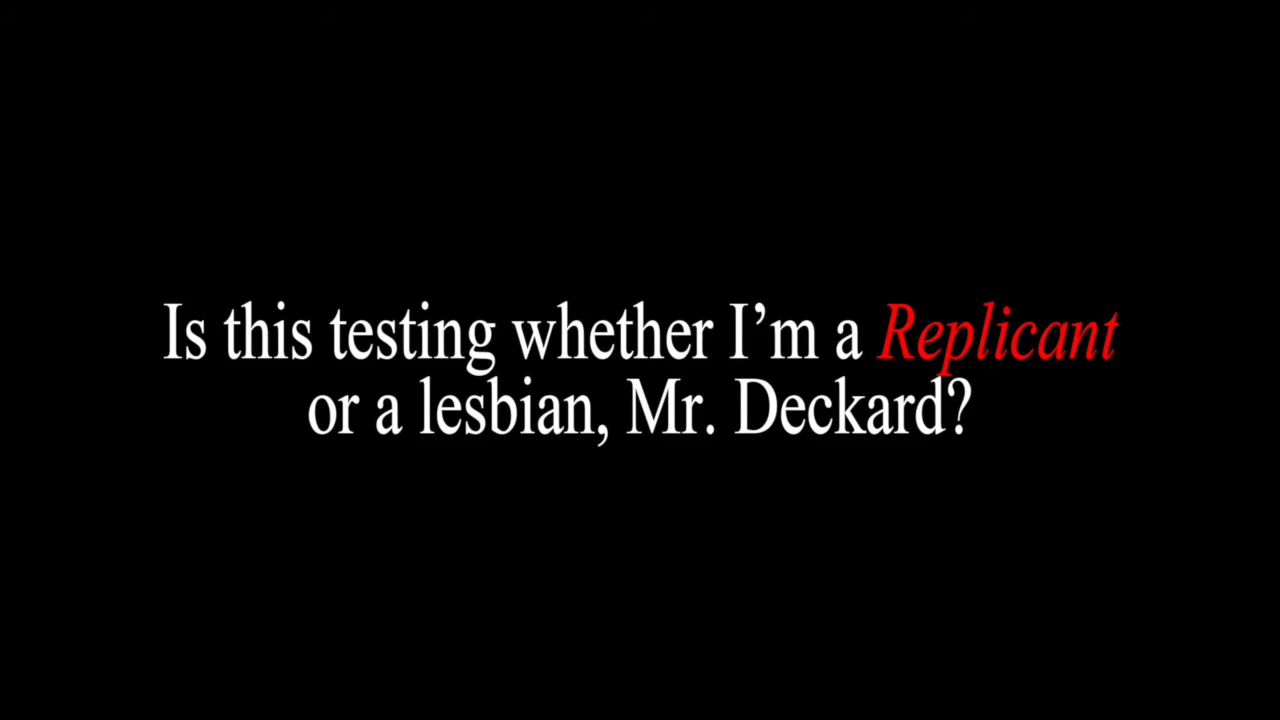 Is this testing whether I’m a Replicant
or a lesbian, Mr. Deckard?